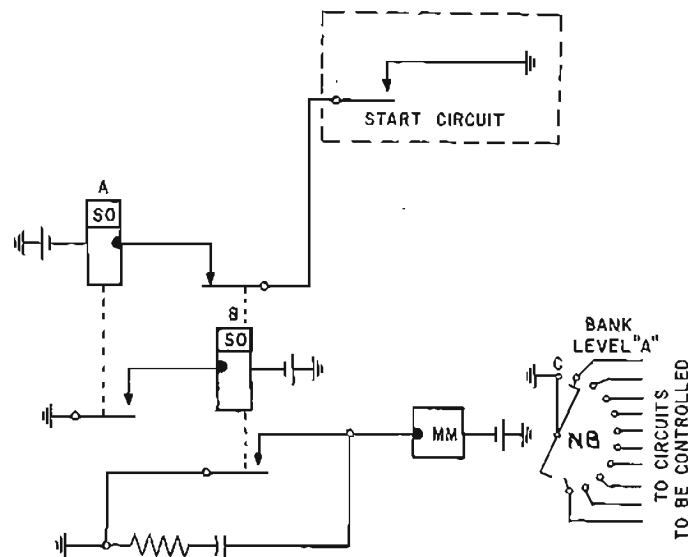 START CIRCUIT
A
SO
B
SO
BANK
LEVEL "A"
C
NB
MM
TO CIRCUITS
TO BE CONTROLLED